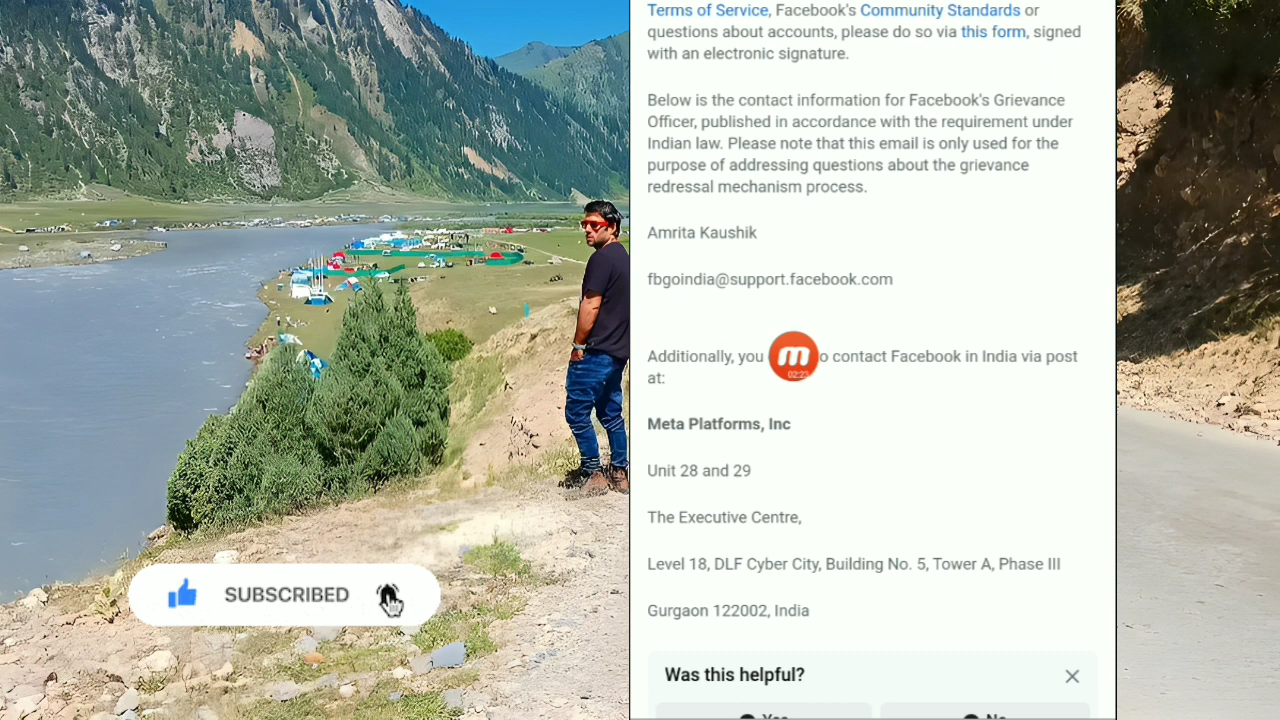 Terms of Service, Facebook's Community Standards or
questions about accounts, please do so via this form, signed
with an electronic signature.
Below is the contact information for Facebook's Grievance
Officer, published in accordance with the requirement under
Indian law. Please note that this email is only used for the
purpose of addressing questions about the grievance
redressal mechanism process.
Amrita Kaushik
fbgoindia@support.facebook.com
Additionally, you o contact Facebook in India via post
at:
m
02:23
Meta Platforms, Inc
Unit 28 and 29
The Executive Centre,
Level 18, DLF Cyber City, Building No. 5, Tower A, Phase III
Gurgaon 122002, India
Was this helpful?
SUBSCRIBED